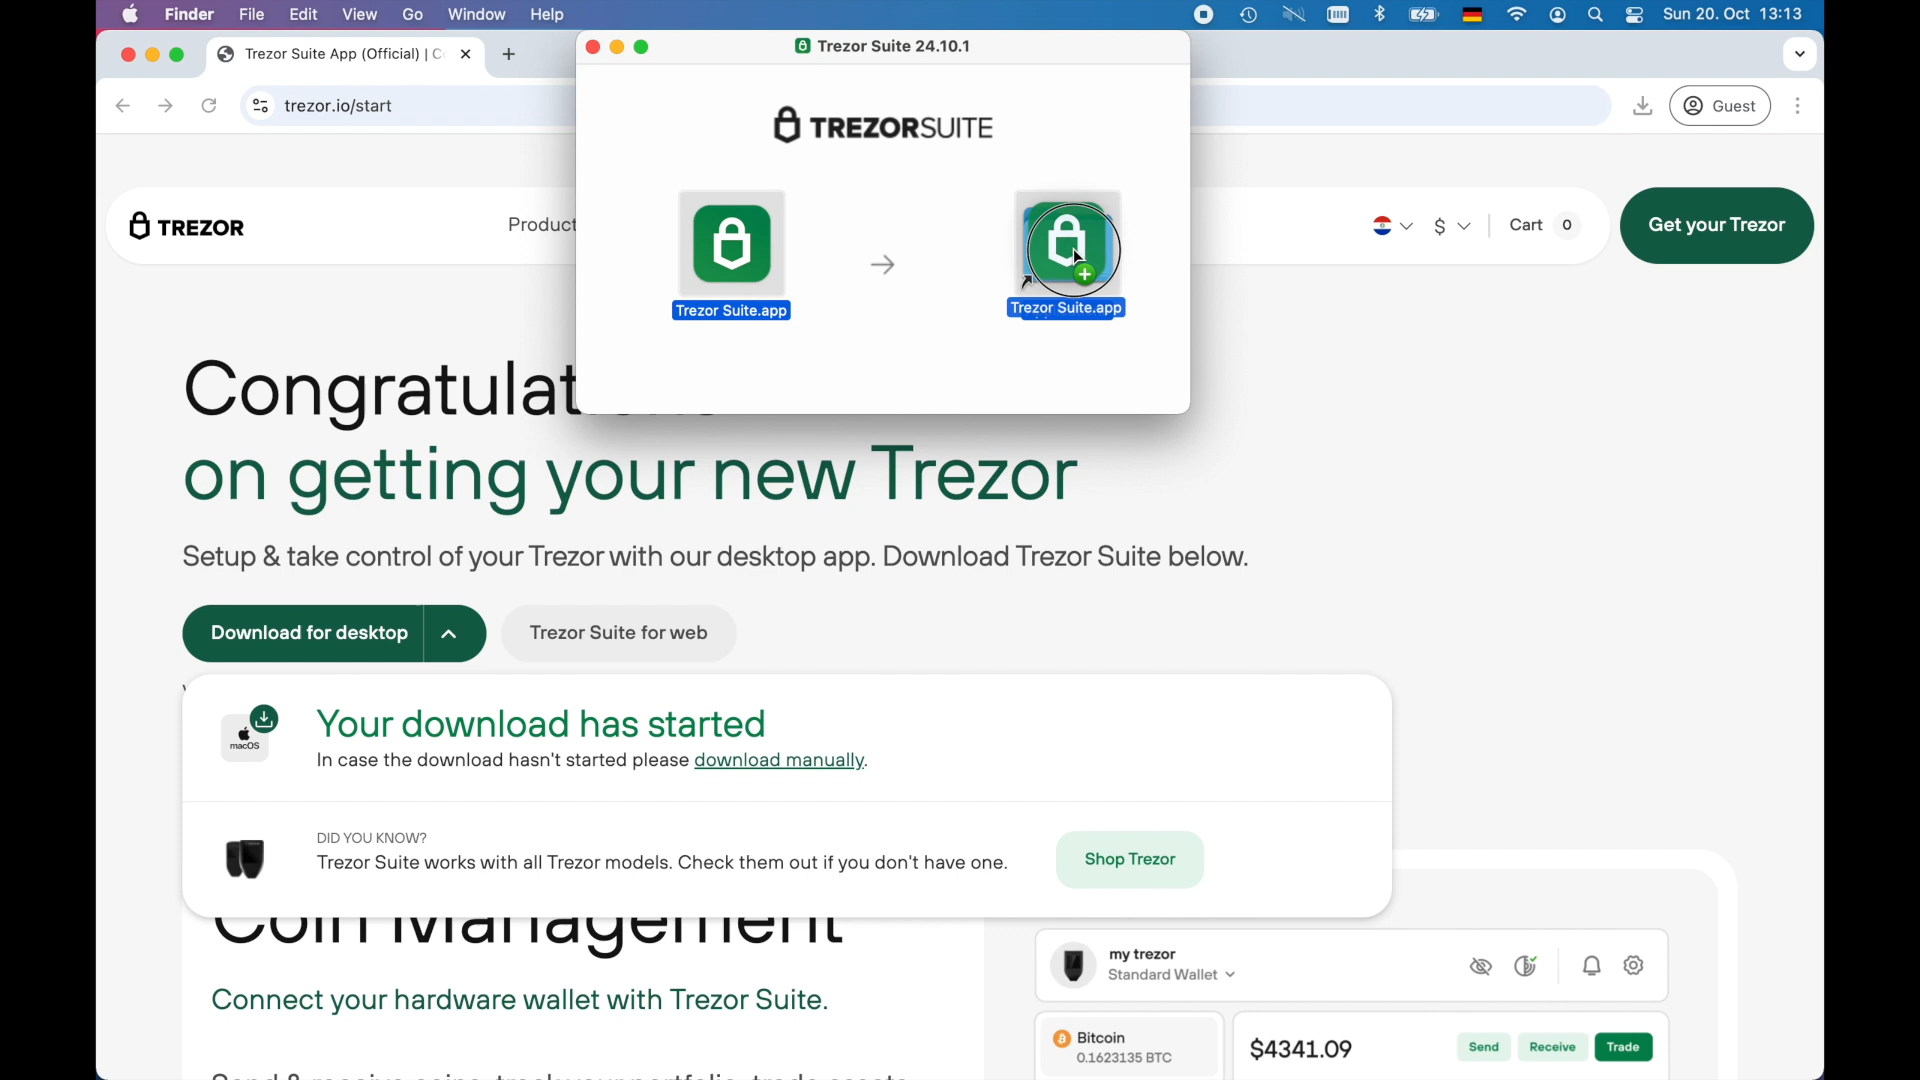 Finder File Edit View Go Window Help
Sun 20. Oct 13:13
Trezor Suite App (Official) | C
trezor.io/start
Guest
Trezor Suite 24.10.1
TREZORSUITE
Trezor Suite.app
Trezor Suite.app
TREZOR
Product
$
Cart 0
Get your Trezor
Congratulat
on getting your new Trezor
Setup & take control of your Trezor with our desktop app. Download Trezor Suite below.
Download for desktop
Trezor Suite for web
macOS
Your download has started
In case the download hasn't started please download manually.
DID YOU KNOW?
Trezor Suite works with all Trezor models. Check them out if you don't have one.
Shop Trezor
Coin Management
Connect your hardware wallet with Trezor Suite.
my trezor
Standard Wallet
Bitcoin
0.1623135 BTC
$4341.09
Send
Receive
Trade